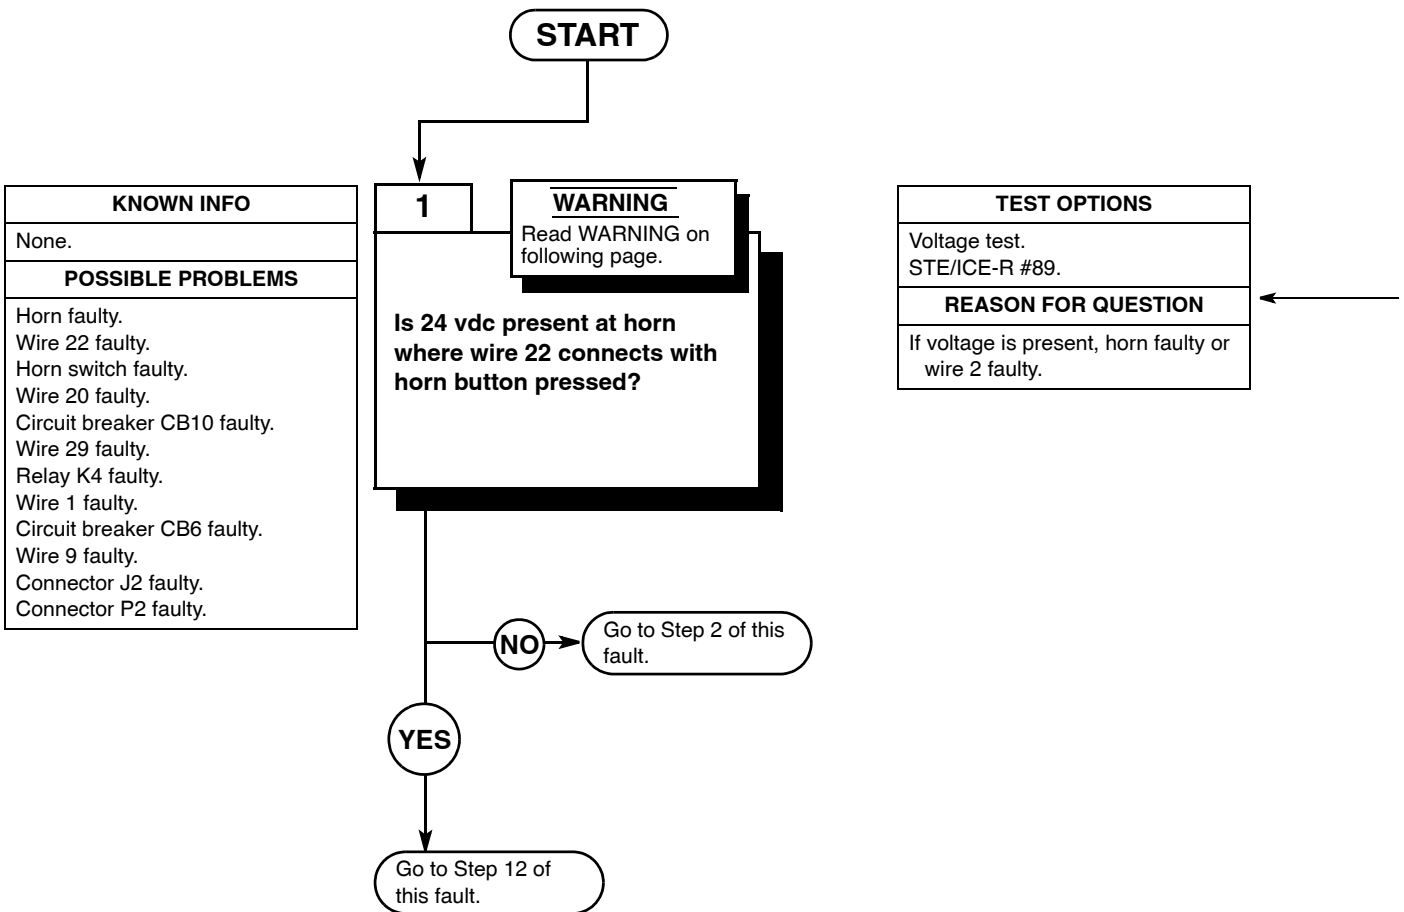 START
KNOWN INFO
None.
POSSIBLE PROBLEMS
Horn faulty.
Wire 22 faulty.
Horn switch faulty.
Wire 20 faulty.
Circuit breaker CB10 faulty.
Wire 29 faulty.
Relay K4 faulty.
Wire 1 faulty.
Circuit breaker CB6 faulty.
Wire 9 faulty.
Connector J2 faulty.
Connector P2 faulty.
1
WARNING
Read WARNING on
following page.
Is 24 vdc present at horn
where wire 22 connects with
horn button pressed?
TEST OPTIONS
Voltage test.
STE/ICE-R #89.
REASON FOR QUESTION
If voltage is present, horn faulty or
wire 2 faulty.
NO
Go to Step 2 of this
fault.
YES
Go to Step 12 of
this fault.